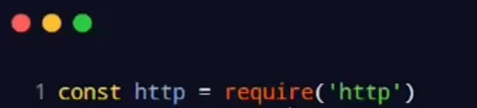 1 const http = require('http')